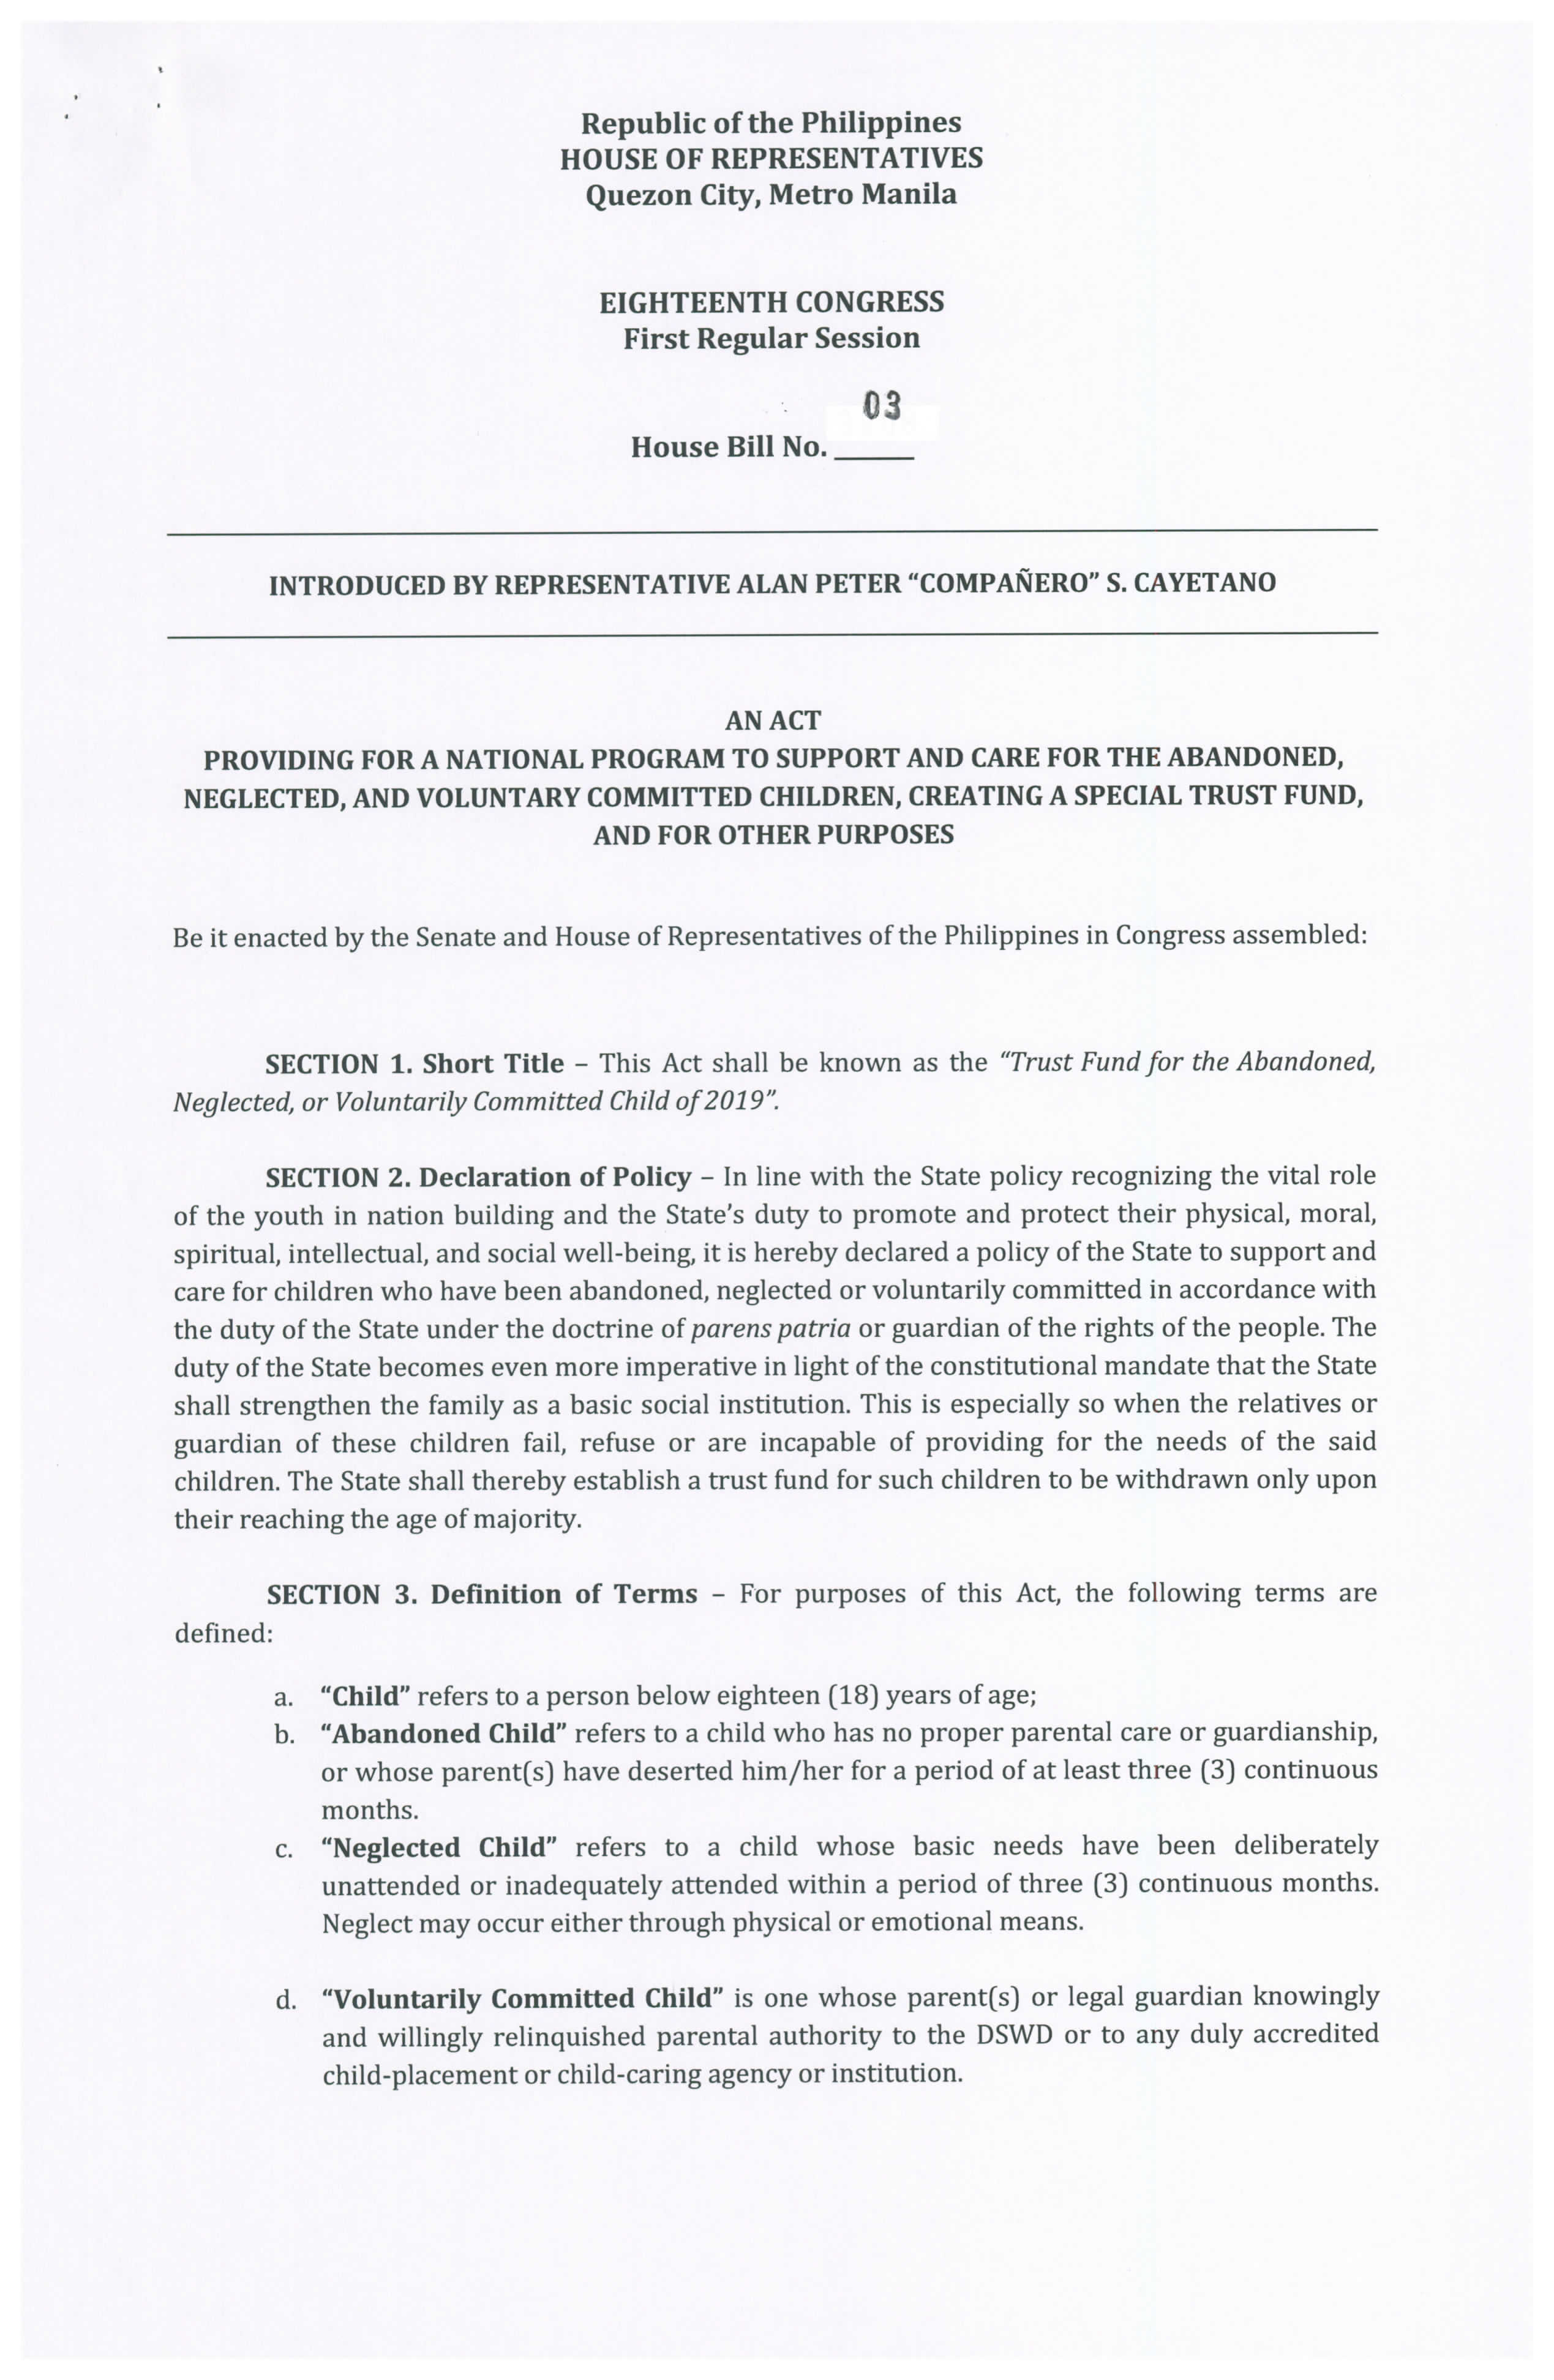 Republic of the Philippines
HOUSE OF REPRESENTATIVES
Quezon City, Metro Manila
EIGHTEENTH CONGRESS
First Regular Session
03
House Bill No. _____
INTRODUCED BY REPRESENTATIVE ALAN PETER “COMPAÑERO” S. CAYETANO
AN ACT
PROVIDING FOR A NATIONAL PROGRAM TO SUPPORT AND CARE FOR THE ABANDONED,
NEGLECTED, AND VOLUNTARY COMMITTED CHILDREN, CREATING A SPECIAL TRUST FUND,
AND FOR OTHER PURPOSES
Be it enacted by the Senate and House of Representatives of the Philippines in Congress assembled:
SECTION 1. Short Title – This Act shall be known as the “Trust Fund for the Abandoned,
Neglected, or Voluntarily Committed Child of 2019”.
SECTION 2. Declaration of Policy – In line with the State policy recognizing the vital role
of the youth in nation building and the State’s duty to promote and protect their physical, moral,
spiritual, intellectual, and social well-being, it is hereby declared a policy of the State to support and
care for children who have been abandoned, neglected or voluntarily committed in accordance with
the duty of the State under the doctrine of parens patria or guardian of the rights of the people. The
duty of the State becomes even more imperative in light of the constitutional mandate that the State
shall strengthen the family as a basic social institution. This is especially so when the relatives or
guardian of these children fail, refuse or are incapable of providing for the needs of the said
children. The State shall thereby establish a trust fund for such children to be withdrawn only upon
their reaching the age of majority.
SECTION 3. Definition of Terms – For purposes of this Act, the following terms are
defined:
a. “Child” refers to a person below eighteen (18) years of age;
b. “Abandoned Child” refers to a child who has no proper parental care or guardianship,
or whose parent(s) have deserted him/her for a period of at least three (3) continuous
months.
c. “Neglected Child” refers to a child whose basic needs have been deliberately
unattended or inadequately attended within a period of three (3) continuous months.
Neglect may occur either through physical or emotional means.
d. “Voluntarily Committed Child” is one whose parent(s) or legal guardian knowingly
and willingly relinquished parental authority to the DSWD or to any duly accredited
child-placement or child-caring agency or institution.